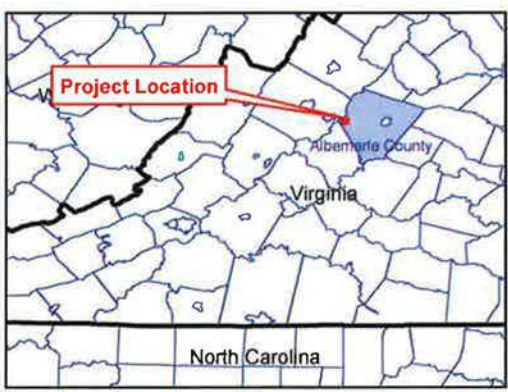 Project Location
W
Albemarle County
Virginia
North Carolina